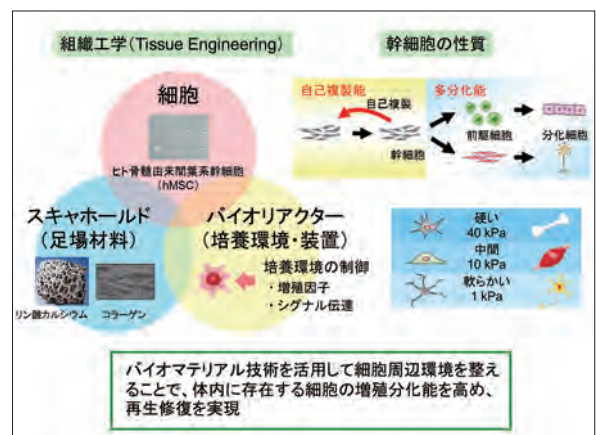 組織工学（Tissue Engineering）
細胞
ヒト骨髄由来間葉系幹細胞
（hMSC）
スキャホールド
（足場材料）
リン酸カルシウム
コラーゲン
バイオリアクター
（培養環境・装置）
培養環境の制御
・増殖因子
・シグナル伝達
幹細胞の性質
自己複製能
自己複製
幹細胞
多分化能
前駆細胞
分化細胞
硬い
40 kPa
中間
10 kPa
軟らかい
1 kPa
バイオマテリアル技術を活用して細胞周辺環境を整え
ることで、体内に存在する細胞の増殖分化能を高め、
再生修復を実現